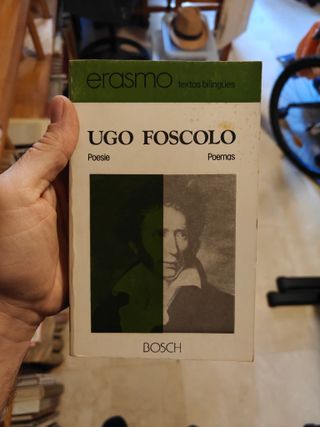 erasmo textos bilingües
UGO FOSCOLO
Poesie Poemas
BOSCH